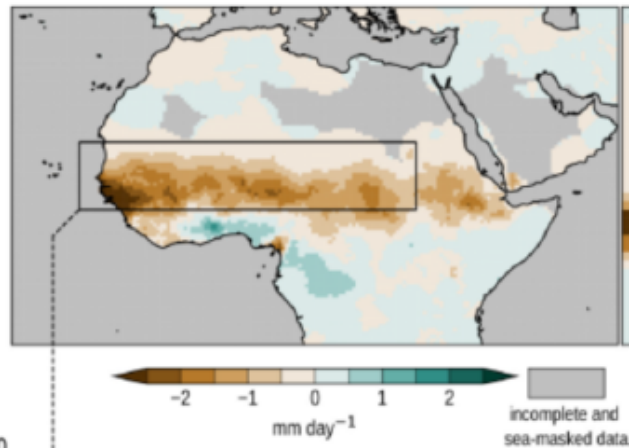 −2 −1 0 1 2
mm day⁻¹
incomplete and
sea-masked data